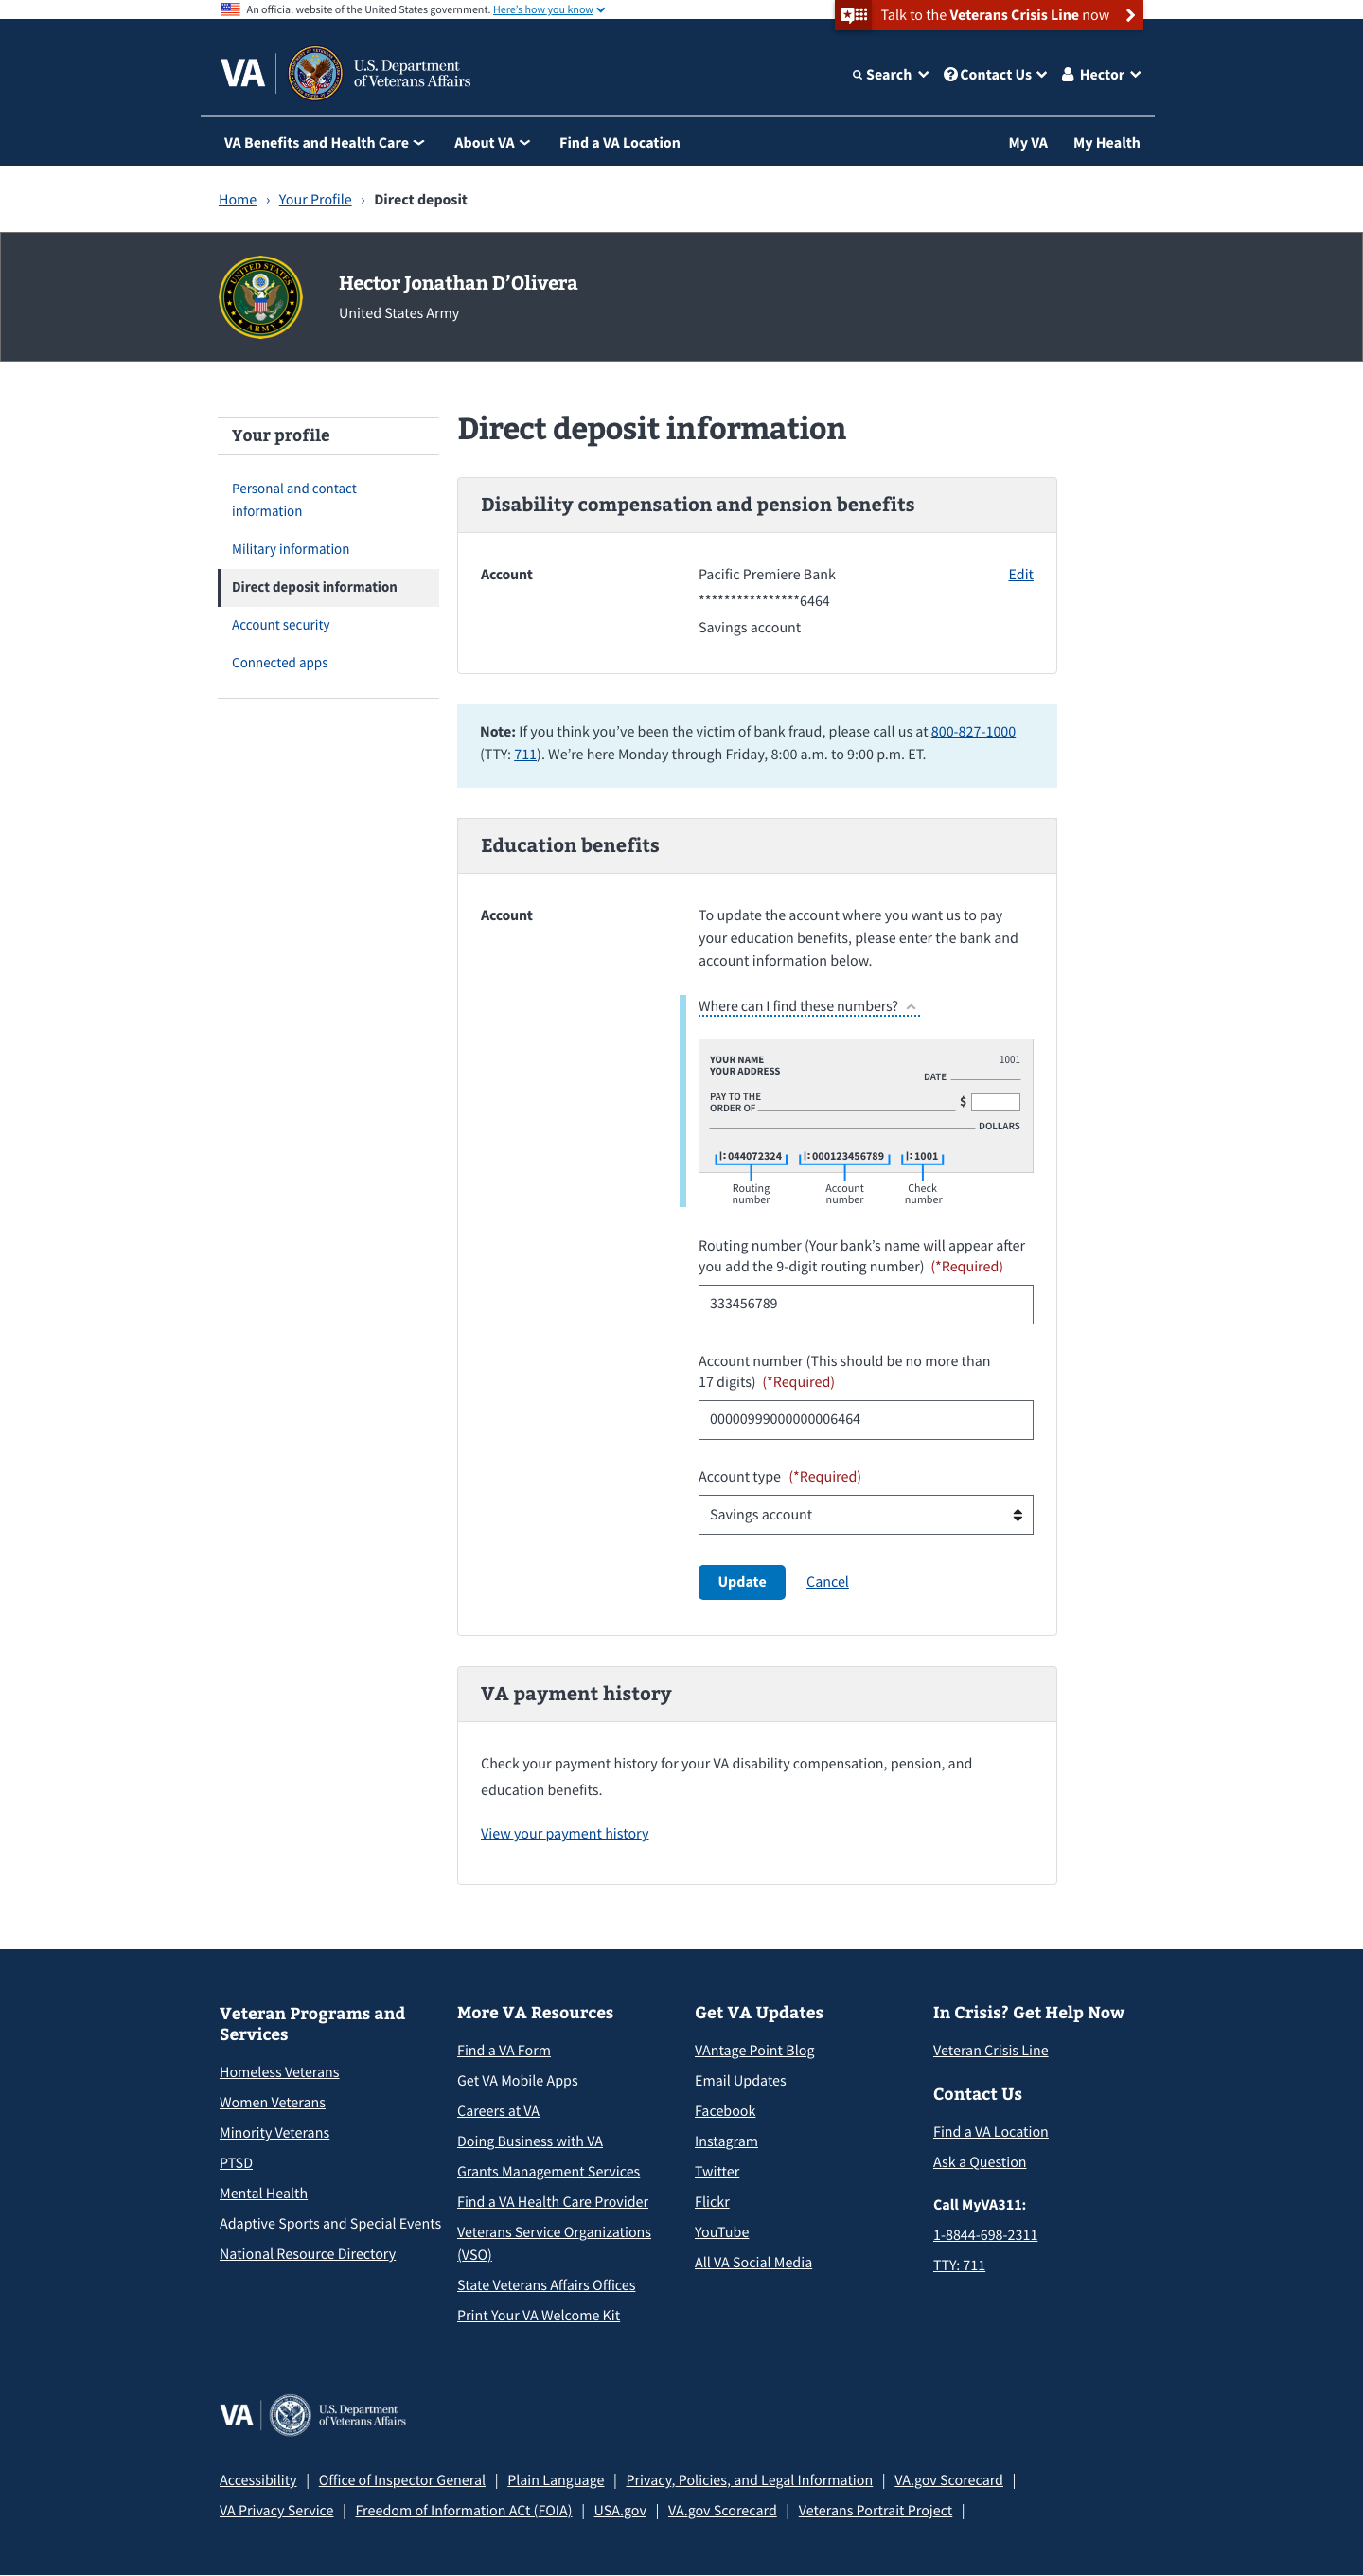 An official website of the United States government. Here's how you know
Talk to the Veterans Crisis Line now
VA
U.S. Department
of Veterans Affairs
Search
Contact Us
Hector
VA Benefits and Health Care
About VA
Find a VA Location
My VA
My Health
Home › Your Profile › Direct deposit
Hector Jonathan D’Olivera
United States Army
UNITED STATES
ARMY
Your profile
Personal and contact
information
Military information
Direct deposit information
Account security
Connected apps
Direct deposit information
Disability compensation and pension benefits
Account
Pacific Premiere Bank
****************6464
Savings account
Edit
Note: If you think you’ve been the victim of bank fraud, please call us at 800-827-1000
(TTY: 711). We’re here Monday through Friday, 8:00 a.m. to 9:00 p.m. ET.
Education benefits
Account
To update the account where you want us to pay
your education benefits, please enter the bank and
account information below.
Where can I find these numbers?
YOUR NAME
YOUR ADDRESS
1001
DATE
PAY TO THE
ORDER OF
$
DOLLARS
044072324
000123456789
1001
Routing
number
Account
number
Check
number
Routing number (Your bank’s name will appear after
you add the 9-digit routing number) (*Required)
333456789
Account number (This should be no more than
17 digits) (*Required)
00000999000000006464
Account type (*Required)
Savings account
Update
Cancel
VA payment history
Check your payment history for your VA disability compensation, pension, and
education benefits.
View your payment history
Veteran Programs and
Services
Homeless Veterans
Women Veterans
Minority Veterans
PTSD
Mental Health
Adaptive Sports and Special Events
National Resource Directory
More VA Resources
Find a VA Form
Get VA Mobile Apps
Careers at VA
Doing Business with VA
Grants Management Services
Find a VA Health Care Provider
Veterans Service Organizations
(VSO)
State Veterans Affairs Offices
Print Your VA Welcome Kit
Get VA Updates
VAntage Point Blog
Email Updates
Facebook
Instagram
Twitter
Flickr
YouTube
All VA Social Media
In Crisis? Get Help Now
Veteran Crisis Line
Contact Us
Find a VA Location
Ask a Question
Call MyVA311:
1-8844-698-2311
TTY: 711
VA
U.S. Department
of Veterans Affairs
Accessibility | Office of Inspector General | Plain Language | Privacy, Policies, and Legal Information | VA.gov Scorecard |
VA Privacy Service | Freedom of Information ACt (FOIA) | USA.gov | VA.gov Scorecard | Veterans Portrait Project |